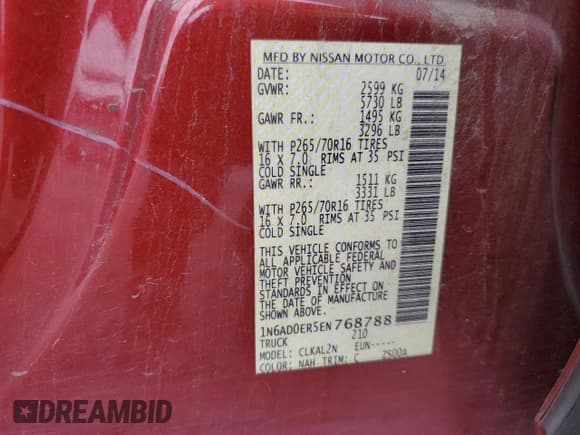 MFD BY NISSAN MOTOR CO., LTD.
DATE: 07/14
GVWR: 2599 KG
5730 LB
GAWR FR.: 1495 KG
3296 LB
WITH P265/70R16 TIRES
16 X 7.0 RIMS AT 35 PSI
COLD SINGLE
GAWR RR.: 1511 KG
3331 LB
WITH P265/70R16 TIRES
16 X 7.0 RIMS AT 35 PSI
COLD SINGLE
THIS VEHICLE CONFORMS TO
ALL APPLICABLE FEDERAL
MOTOR VEHICLE SAFETY AND
THEFT PREVENTION
STANDARDS IN EFFECT ON
THE DATE OF MANUFACTURE
SHOWN ABOVE.
1N6AD0ER5EN768788
TRUCK 210
MODEL: CLKAL2N EUN-----
COLOR: NAH TRIM: C ZSOOA
DREAMBID